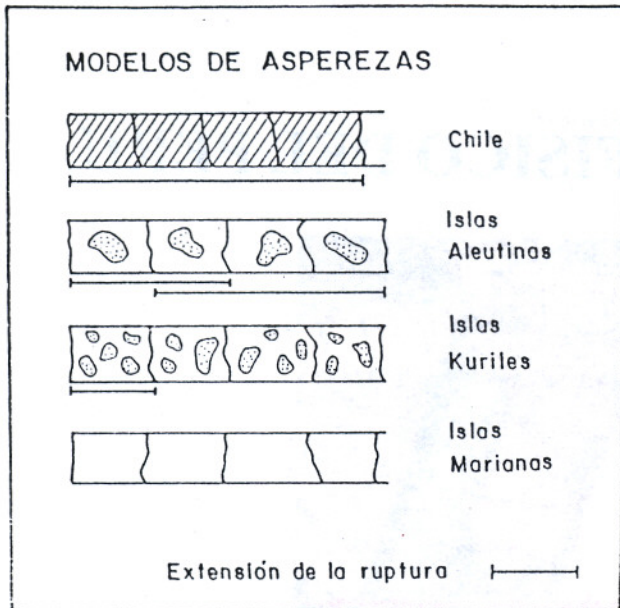 MODELOS DE ASPEREZAS
Chile
Islas
Aleutinas
Islas
Kuriles
Islas
Marianas
Extensión de la ruptura